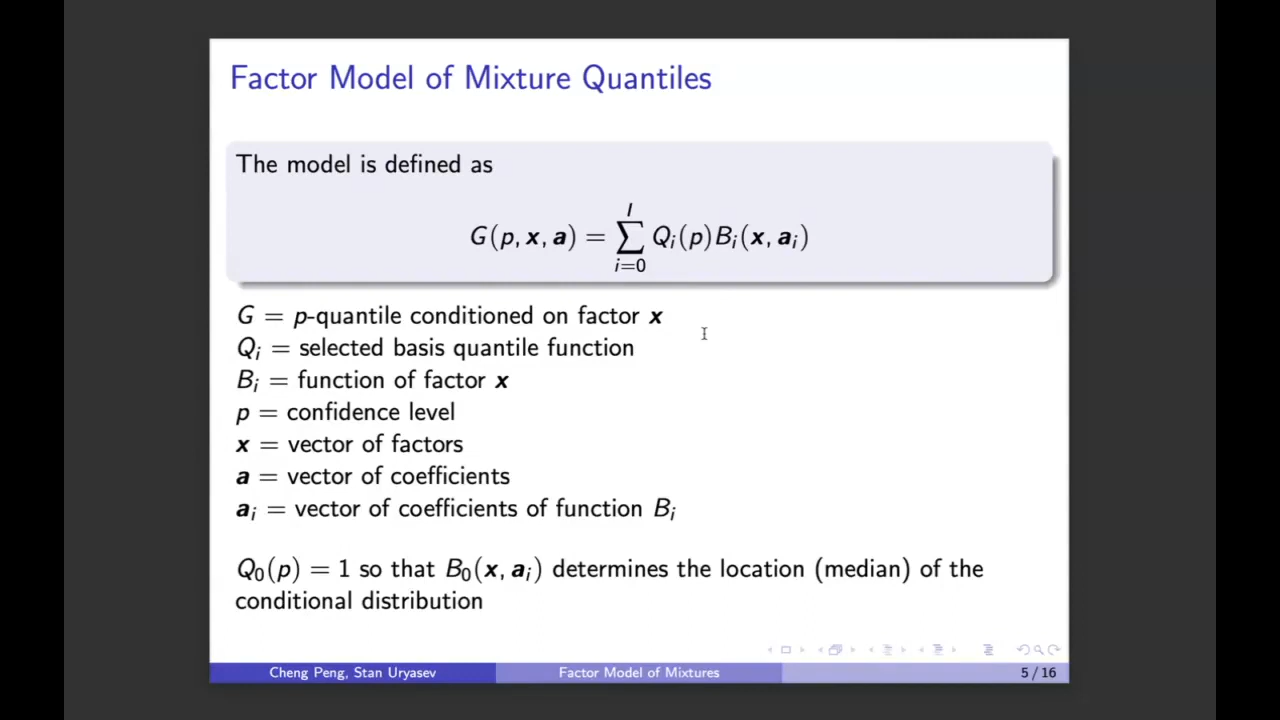 Factor Model of Mixture Quantiles
The model is defined as
G(p, x, a) = ∑_{i=0}^{I} Q_i(p)B_i(x, a_i)
G = p-quantile conditioned on factor x
Q_i = selected basis quantile function
B_i = function of factor x
p = confidence level
x = vector of factors
a = vector of coefficients
a_i = vector of coefficients of function B_i
Q_0(p) = 1 so that B_0(x, a_i) determines the location (median) of the
conditional distribution
Cheng Peng, Stan Uryasev
Factor Model of Mixtures
5 / 16